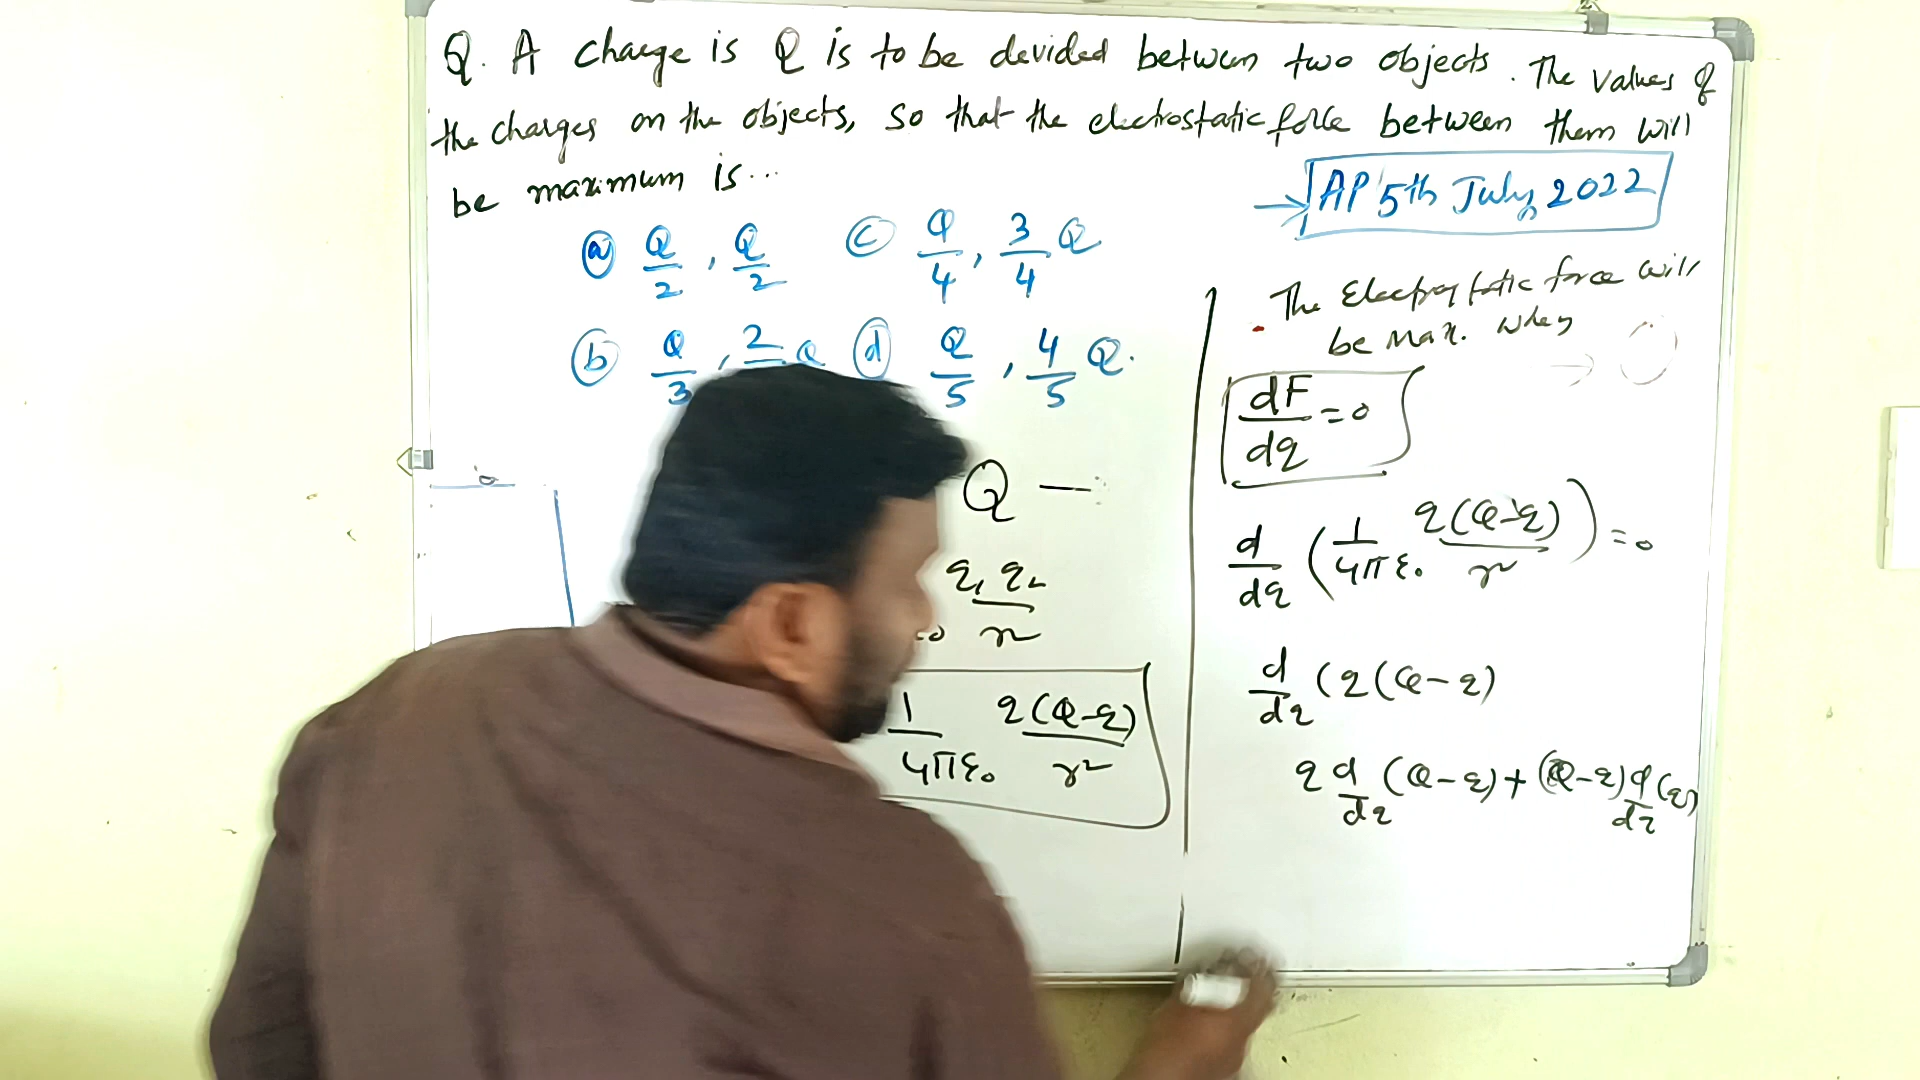 Q. A charge is Q is to be devided between two objects. The values of
the charges on the objects, so that the electrostatic force between them will
be maximum is...
→ AP 5th July 2022
(a) Q/2, Q/2 (c) Q/4, 3/4 Q
(b) Q/3, 2 Q (d) Q/5, 4/5 Q.
The Electrostatic force will
be Max. when
dF/dq = 0
Q —
q₁ q₂ / r²
d/dq (1/4πε₀ q(Q-q)/r²) = 0
1/4πε₀ q(Q-q)/r²
d/dq (q(Q-q)
q d/dq (Q-q) + (Q-q) d/dq (q)